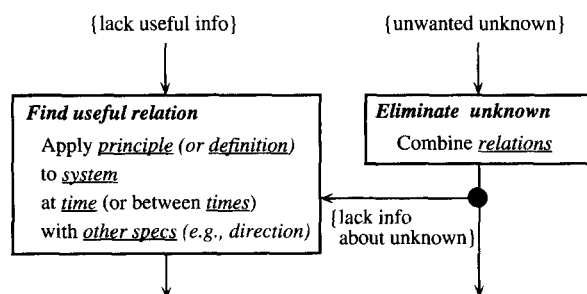 {lack useful info}
{unwanted unknown}
Find useful relation
Apply principle (or definition)
to system
at time (or between times)
with other specs (e.g., direction)
Eliminate unknown
Combine relations
{lack info
about unknown}